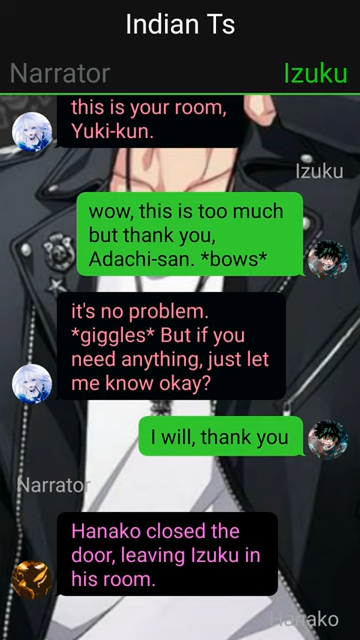 Indian Ts
Narrator
Izuku
this is your room,
Yuki-kun.
Izuku
wow, this is too much
but thank you,
Adachi-san. *bows*
it's no problem.
*giggles* But if you
need anything, just let
me know okay?
I will, thank you
Narrator
Hanako closed the
door, leaving Izuku in
his room.
Hanako